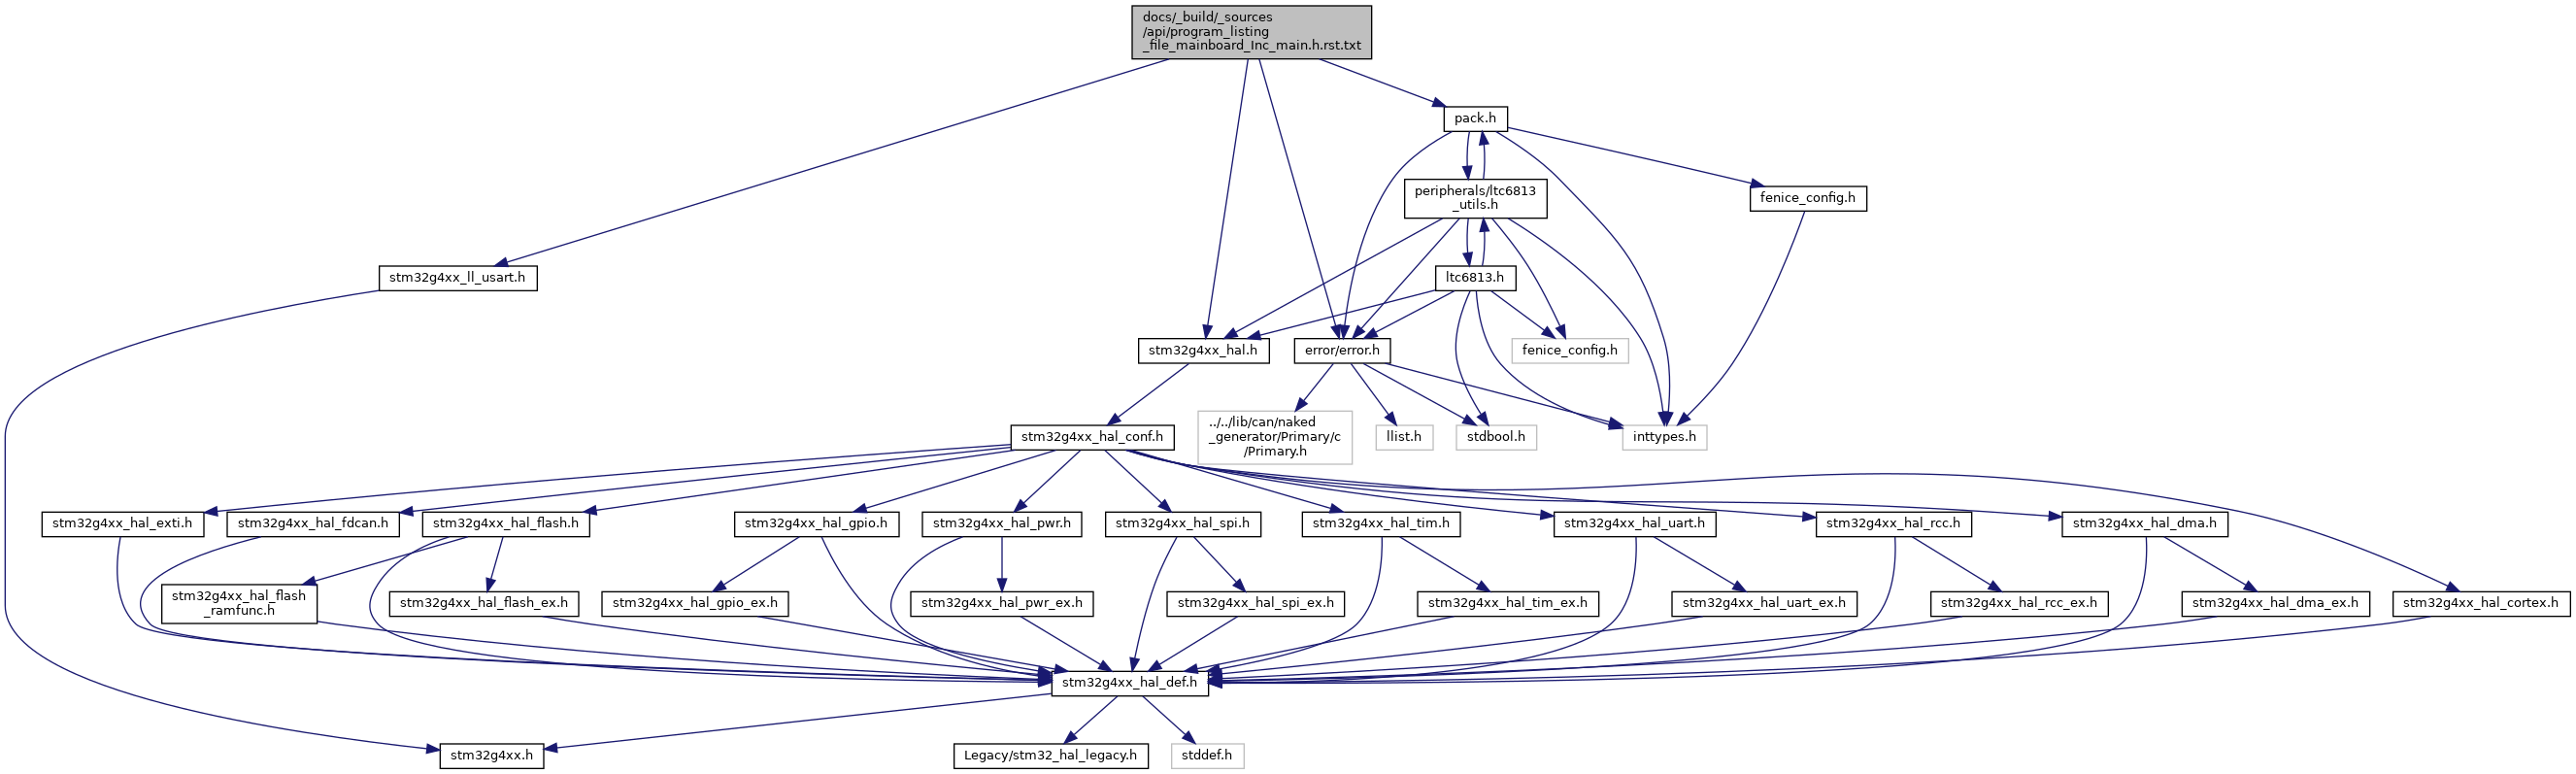 docs/_build/_sources
/api/program_listing
_file_mainboard_Inc_main.h.rst.txt
pack.h
peripherals/ltc6813
_utils.h
fenice_config.h
stm32g4xx_ll_usart.h
ltc6813.h
stm32g4xx_hal.h
error/error.h
fenice_config.h
../../lib/can/naked
_generator/Primary/c
/Primary.h
llist.h
stdbool.h
inttypes.h
stm32g4xx_hal_conf.h
stm32g4xx_hal_exti.h
stm32g4xx_hal_fdcan.h
stm32g4xx_hal_flash.h
stm32g4xx_hal_gpio.h
stm32g4xx_hal_pwr.h
stm32g4xx_hal_spi.h
stm32g4xx_hal_tim.h
stm32g4xx_hal_uart.h
stm32g4xx_hal_rcc.h
stm32g4xx_hal_dma.h
stm32g4xx_hal_flash
_ramfunc.h
stm32g4xx_hal_flash_ex.h
stm32g4xx_hal_gpio_ex.h
stm32g4xx_hal_pwr_ex.h
stm32g4xx_hal_spi_ex.h
stm32g4xx_hal_tim_ex.h
stm32g4xx_hal_uart_ex.h
stm32g4xx_hal_rcc_ex.h
stm32g4xx_hal_dma_ex.h
stm32g4xx_hal_cortex.h
stm32g4xx_hal_def.h
stm32g4xx.h
Legacy/stm32_hal_legacy.h
stddef.h